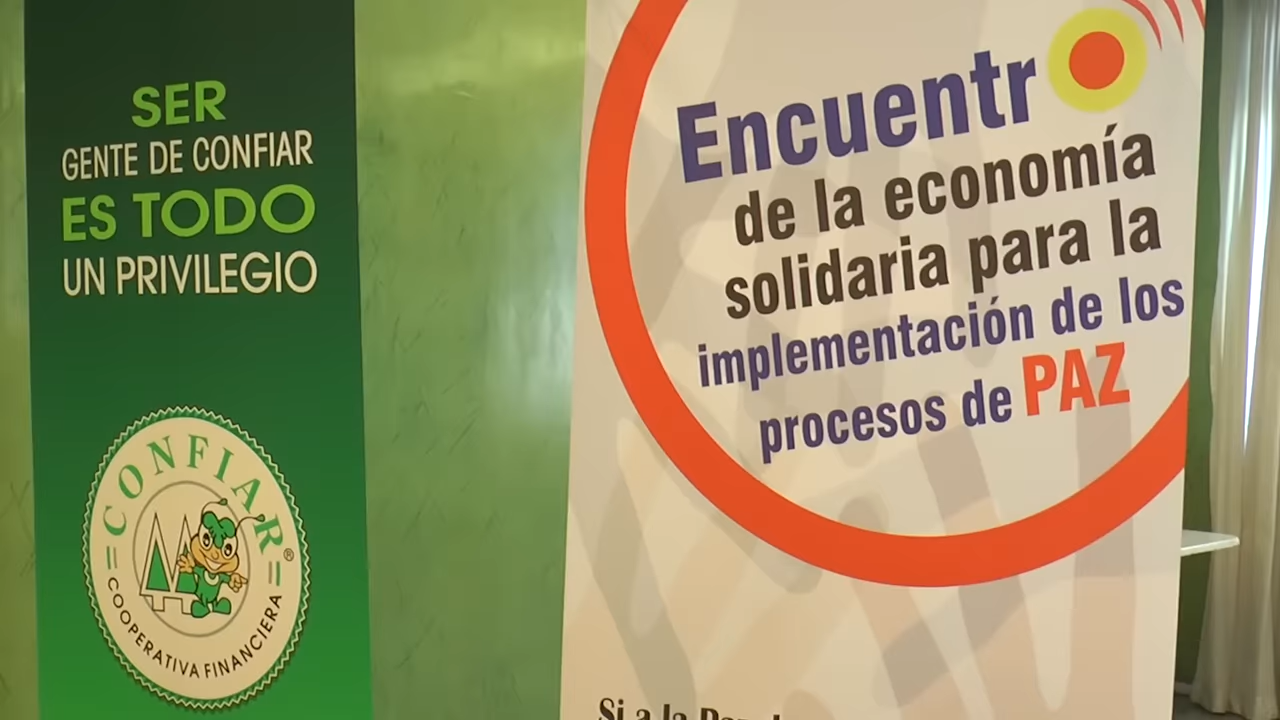 SER
GENTE DE CONFIAR
ES TODO
UN PRIVILEGIO
CONFIAR®
COOPERATIVA FINANCIERA
Encuentro
de la economía
solidaria para la
implementación de los
procesos de PAZ
Si a la